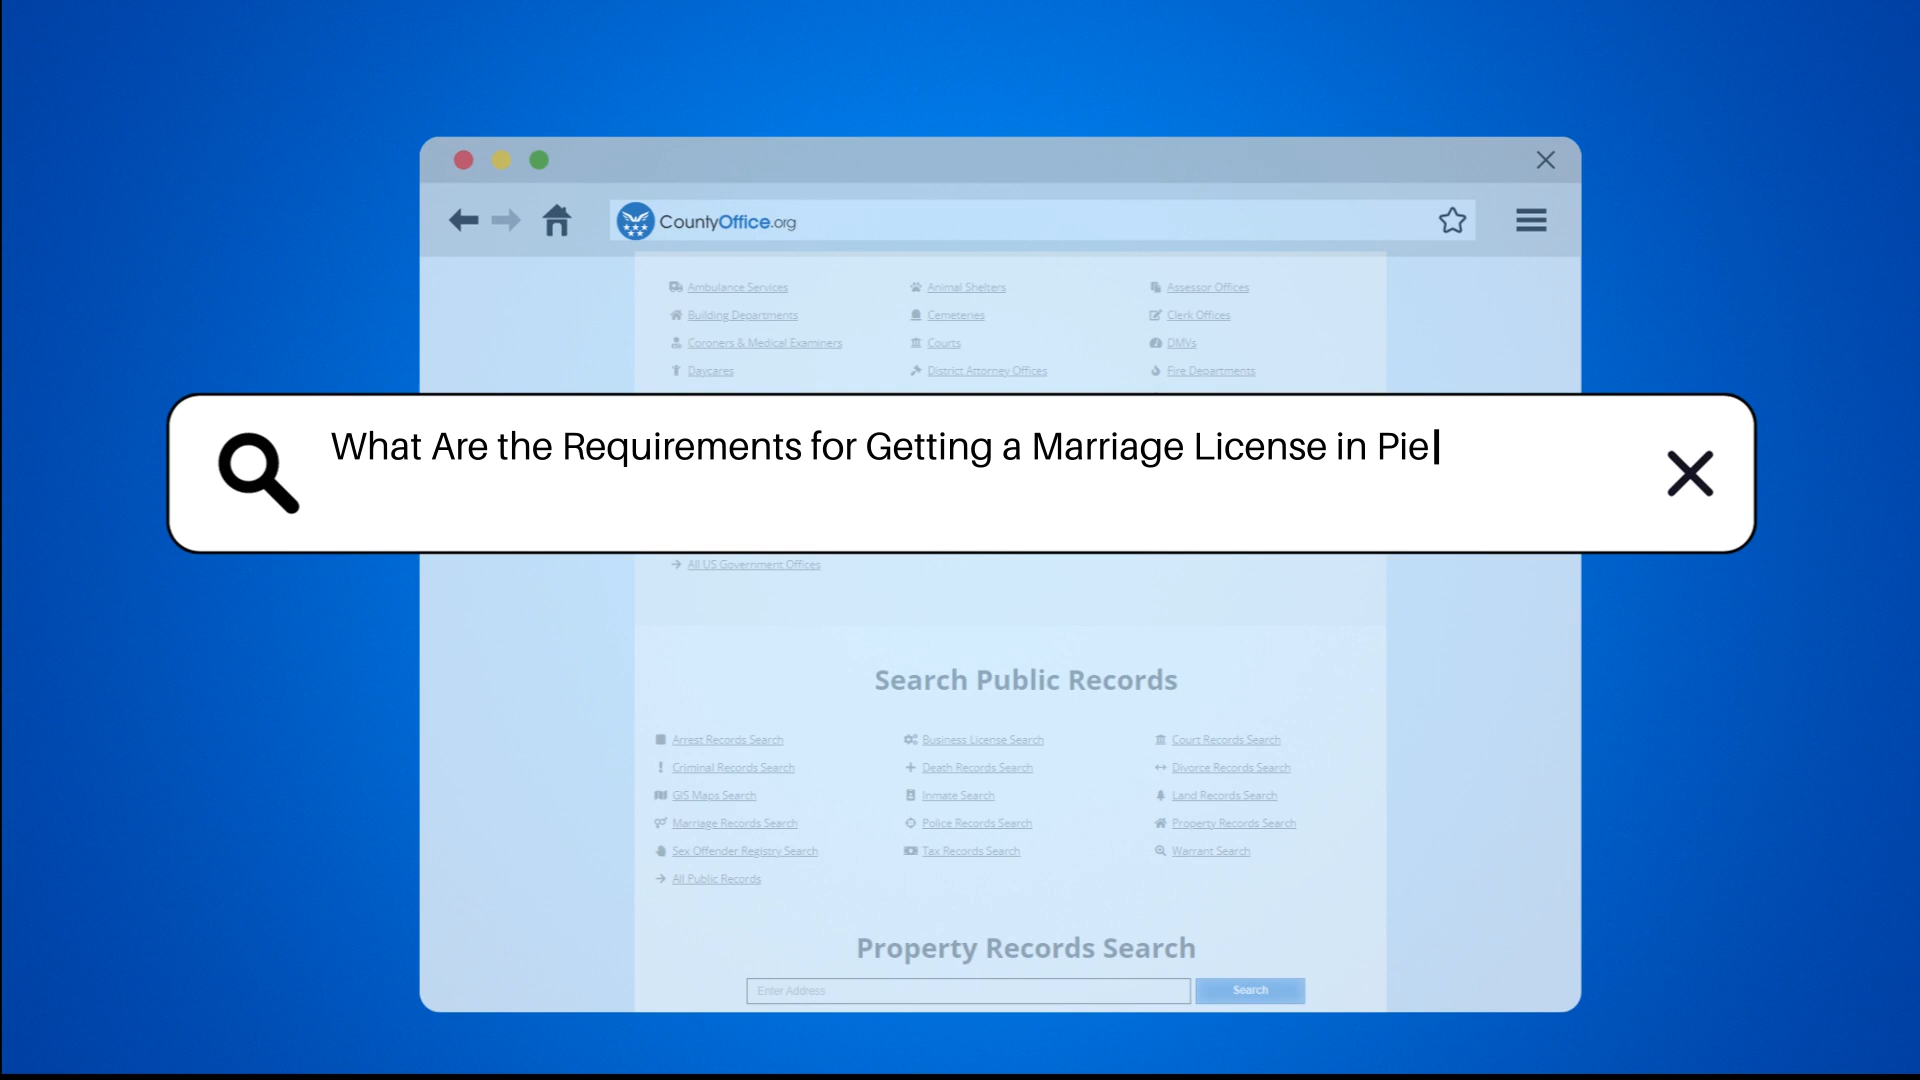 CountyOffice.org
Ambulance Services Animal Shelters Assessor Offices
Building Departments Cemeteries Clerk Offices
Coroners & Medical Examiners Courts DMVs
Daycares District Attorney Offices Fire Departments
What Are the Requirements for Getting a Marriage License in Pie
All US Government Offices
Search Public Records
Arrest Records Search Business License Search Court Records Search
Criminal Records Search Death Records Search Divorce Records Search
GIS Maps Search Inmate Search Land Records Search
Marriage Records Search Police Records Search Property Records Search
Sex Offender Registry Search Tax Records Search Warrant Search
All Public Records
Property Records Search
Enter Address Search